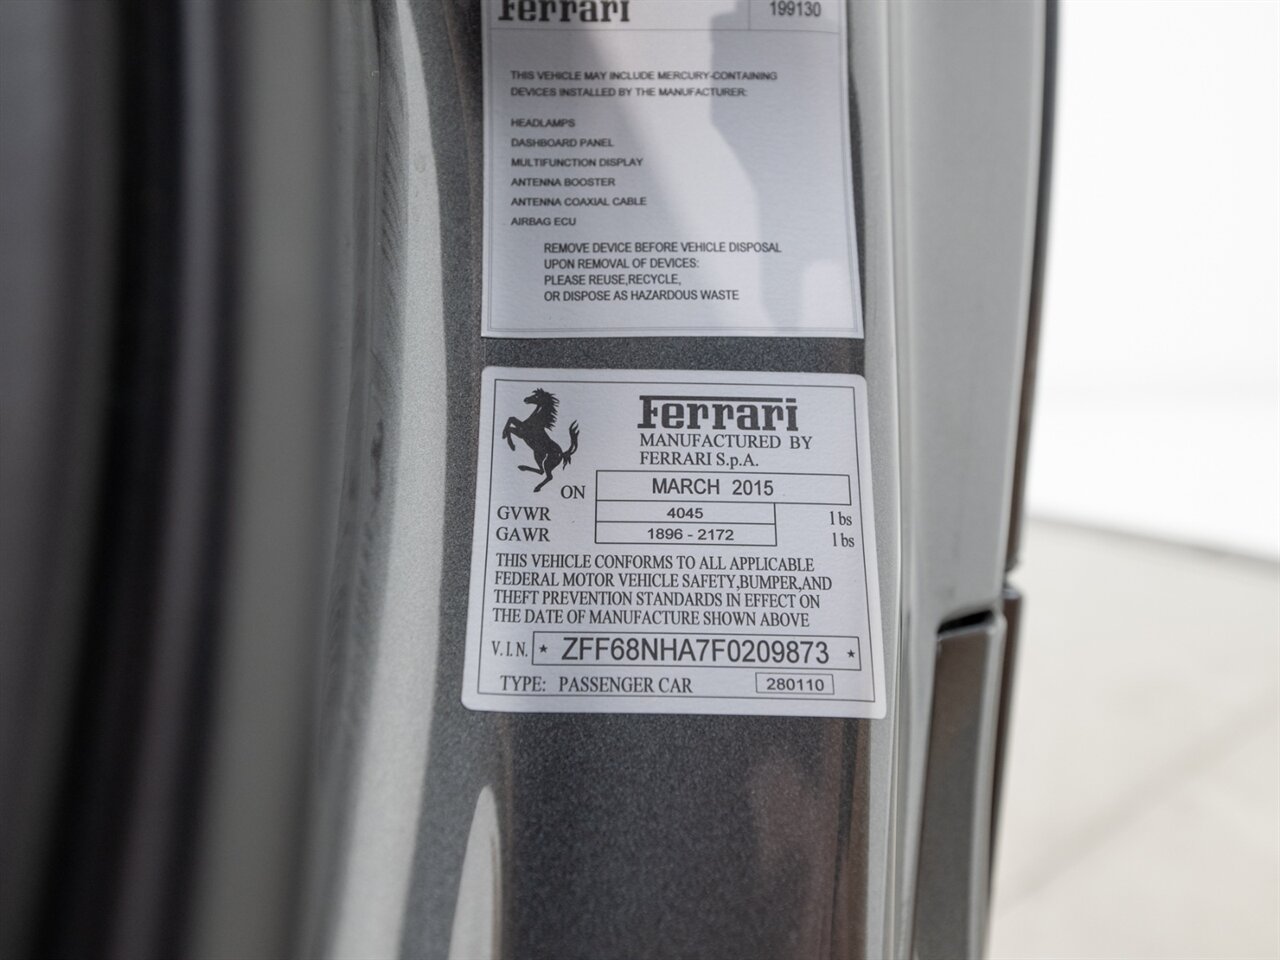 Ferrari 199130
THIS VEHICLE MAY INCLUDE MERCURY-CONTAINING
DEVICES INSTALLED BY THE MANUFACTURER:
HEADLAMPS
DASHBOARD PANEL
MULTIFUNCTION DISPLAY
ANTENNA BOOSTER
ANTENNA COAXIAL CABLE
AIRBAG ECU
REMOVE DEVICE BEFORE VEHICLE DISPOSAL
UPON REMOVAL OF DEVICES:
PLEASE REUSE,RECYCLE,
OR DISPOSE AS HAZARDOUS WASTE
Ferrari
MANUFACTURED BY
FERRARI S.p.A.
ON MARCH 2015
GVWR 4045 lbs
GAWR 1896 - 2172 lbs
THIS VEHICLE CONFORMS TO ALL APPLICABLE
FEDERAL MOTOR VEHICLE SAFETY,BUMPER,AND
THEFT PREVENTION STANDARDS IN EFFECT ON
THE DATE OF MANUFACTURE SHOWN ABOVE
V.I.N. * ZFF68NHA7F0209873 *
TYPE: PASSENGER CAR 280110